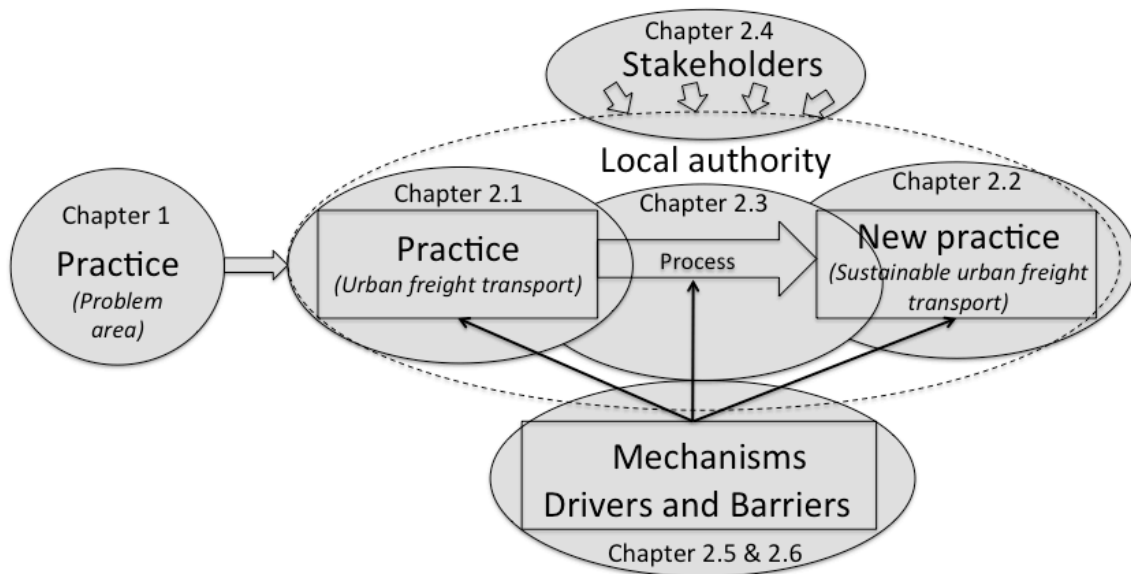 Chapter 2.4
Stakeholders
Local authority
Chapter 1
Practice
(Problem
area)
Chapter 2.1
Practice
(Urban freight transport)
Chapter 2.3
Process
Chapter 2.2
New practice
(Sustainable urban freight
transport)
Mechanisms
Drivers and Barriers
Chapter 2.5 & 2.6